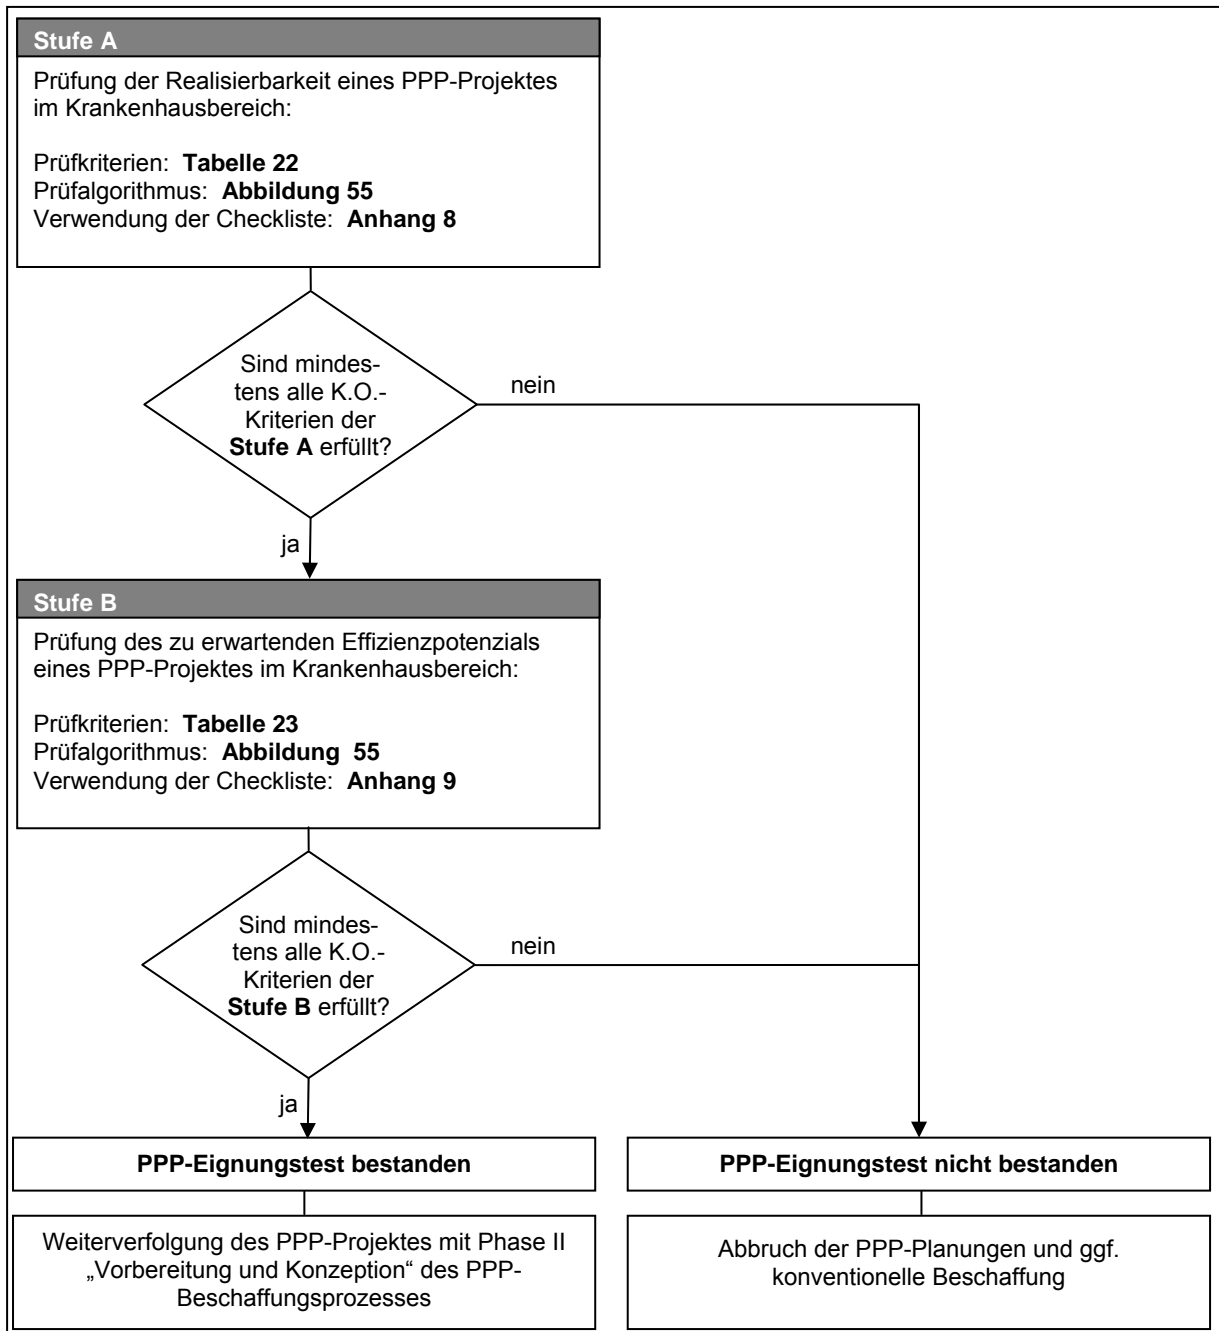 Stufe A
Prüfung der Realisierbarkeit eines PPP-Projektes
im Krankenhausbereich:
Prüfkriterien: Tabelle 22
Prüfalgorithmus: Abbildung 55
Verwendung der Checkliste: Anhang 8
Sind mindes-
tens alle K.O.-
Kriterien der
Stufe A erfüllt?
nein
ja
Stufe B
Prüfung des zu erwartenden Effizienzpotenzials
eines PPP-Projektes im Krankenhausbereich:
Prüfkriterien: Tabelle 23
Prüfalgorithmus: Abbildung 55
Verwendung der Checkliste: Anhang 9
Sind mindes-
tens alle K.O.-
Kriterien der
Stufe B erfüllt?
nein
ja
PPP-Eignungstest bestanden
Weiterverfolgung des PPP-Projektes mit Phase II
„Vorbereitung und Konzeption“ des PPP-
Beschaffungsprozesses
PPP-Eignungstest nicht bestanden
Abbruch der PPP-Planungen und ggf.
konventionelle Beschaffung